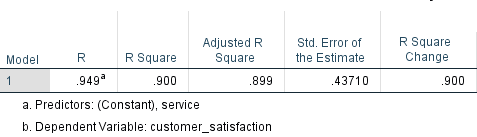 Adjusted R Std. Error of R Square
Model R R Square Square the Estimate Change
1 .949a .900 .899 .43710 .900
a. Predictors: (Constant), service
b. Dependent Variable: customer_satisfaction